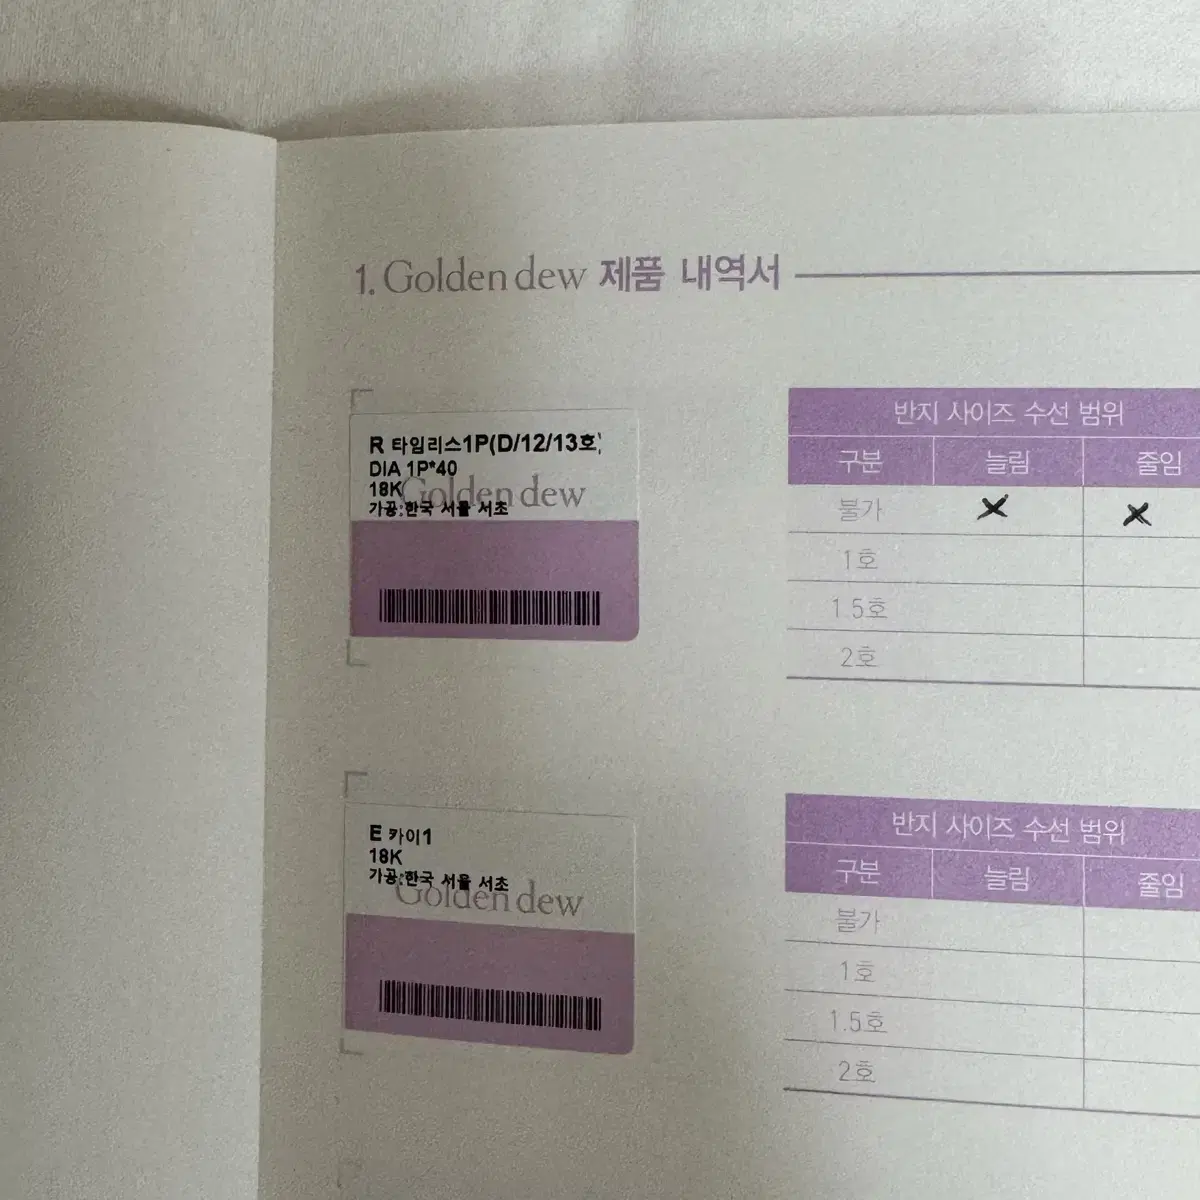 1. Golden dew 제품 내역서
R 타임리스1P(D/12/13호)
DIA 1P*40
18K
Golden dew
가공:한국 서울 서초
반지 사이즈 수선 범위
구분 늘림 줄임
불가 X X
1호
1.5호
2호
E 카이1
18K
가공:한국 서울 서초
Golden dew
반지 사이즈 수선 범위
구분 늘림 줄임
불가
1호
1.5호
2호